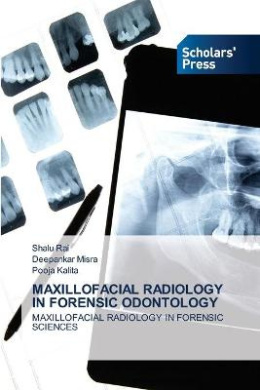 Scholars'
Press
Shalu Rai
Deepankar Misra
Pooja Kalita
MAXILLOFACIAL RADIOLOGY
IN FORENSIC ODONTOLOGY
MAXILLOFACIAL RADIOLOGY IN FORENSIC
SCIENCES